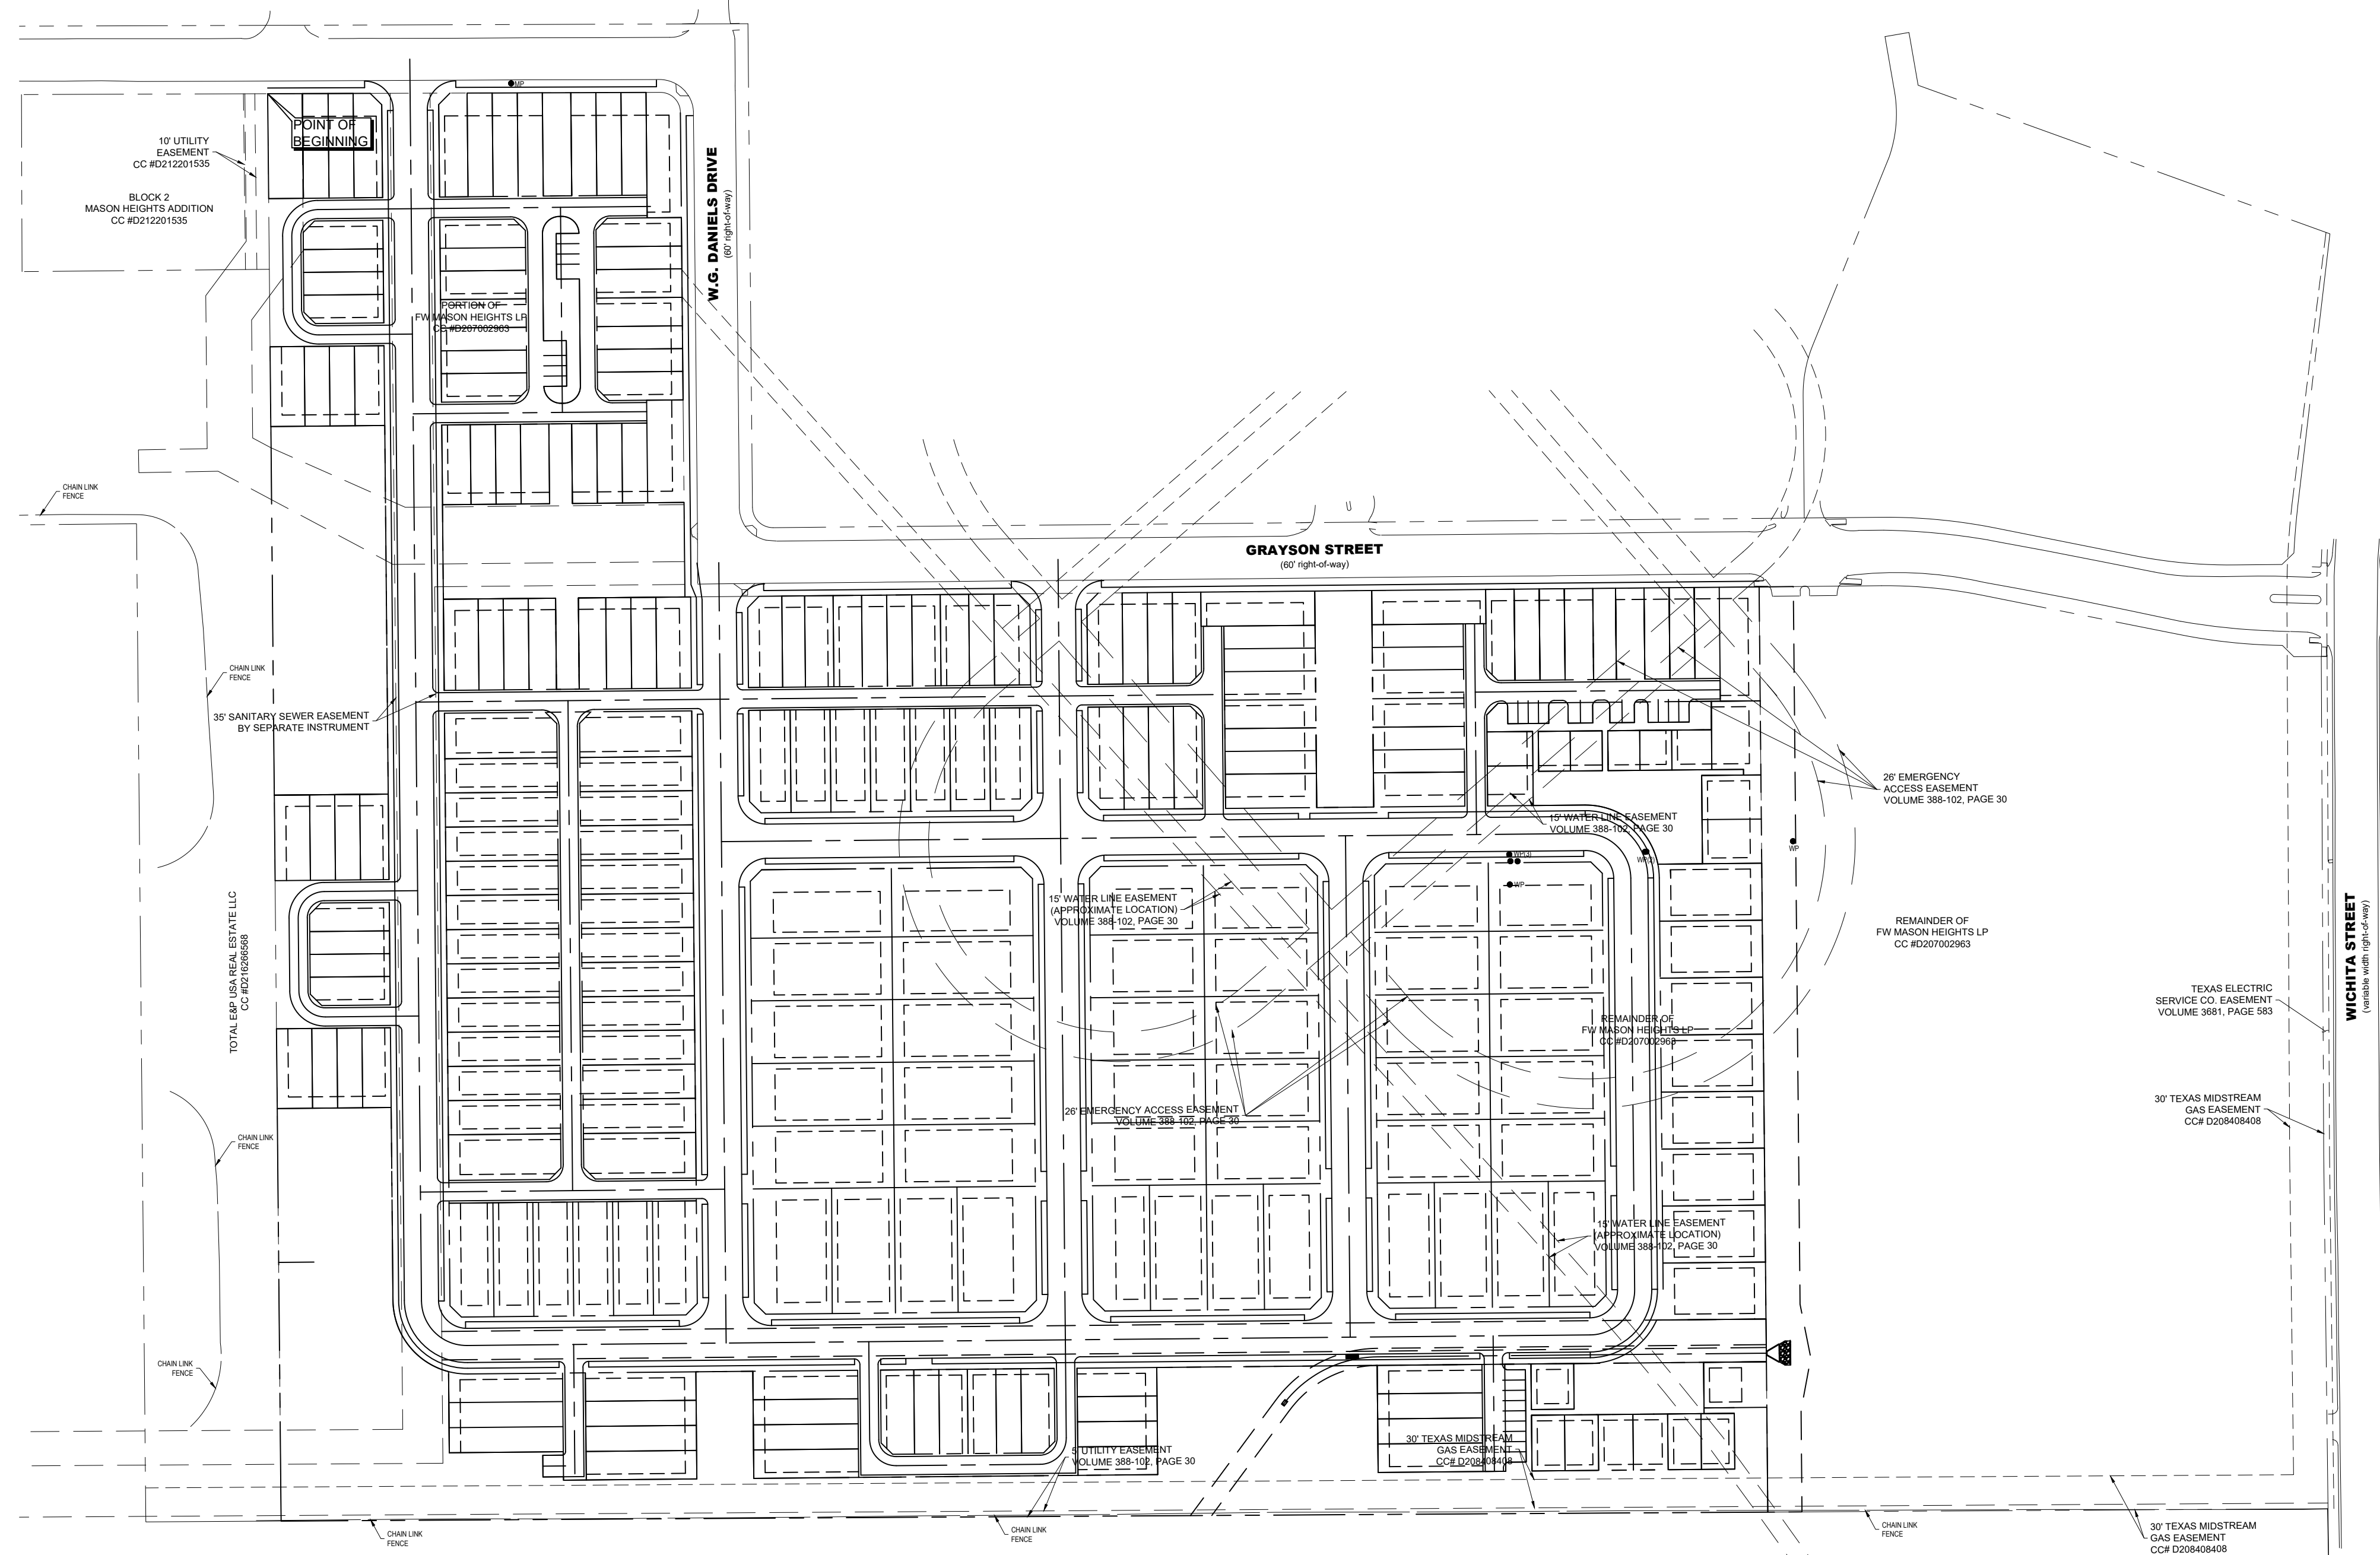 MP
POINT OF
BEGINNING
10' UTILITY
EASEMENT
CC #D212201535
BLOCK 2
MASON HEIGHTS ADDITION
CC #D212201535
W.G. DANIELS DRIVE
(60' right-of-way)
PORTION OF
FW MASON HEIGHTS LP
CC #D207002963
CHAIN LINK
FENCE
GRAYSON STREET
(60' right-of-way)
CHAIN LINK
FENCE
35' SANITARY SEWER EASEMENT
BY SEPARATE INSTRUMENT
26' EMERGENCY
ACCESS EASEMENT
VOLUME 388-102, PAGE 30
15' WATER LINE EASEMENT
VOLUME 388-102, PAGE 30
WP
WP(3)
WP(2)
WP
15' WATER LINE EASEMENT
(APPROXIMATE LOCATION)
VOLUME 388-102, PAGE 30
TOTAL E&P USA REAL ESTATE LLC
CC #D216266568
REMAINDER OF
FW MASON HEIGHTS LP
CC #D207002963
WICHITA STREET
(variable width right-of-way)
TEXAS ELECTRIC
SERVICE CO. EASEMENT
VOLUME 3681, PAGE 583
REMAINDER OF
FW MASON HEIGHTS LP
CC #D207002963
26' EMERGENCY ACCESS EASEMENT
VOLUME 388-102, PAGE 30
30' TEXAS MIDSTREAM
GAS EASEMENT
CC# D208408408
CHAIN LINK
FENCE
15' WATER LINE EASEMENT
(APPROXIMATE LOCATION)
VOLUME 388-102, PAGE 30
CHAIN LINK
FENCE
5' UTILITY EASEMENT
VOLUME 388-102, PAGE 30
30' TEXAS MIDSTREAM
GAS EASEMENT
CC# D208408408
CHAIN LINK
FENCE
CHAIN LINK
FENCE
CHAIN LINK
FENCE
30' TEXAS MIDSTREAM
GAS EASEMENT
CC# D208408408